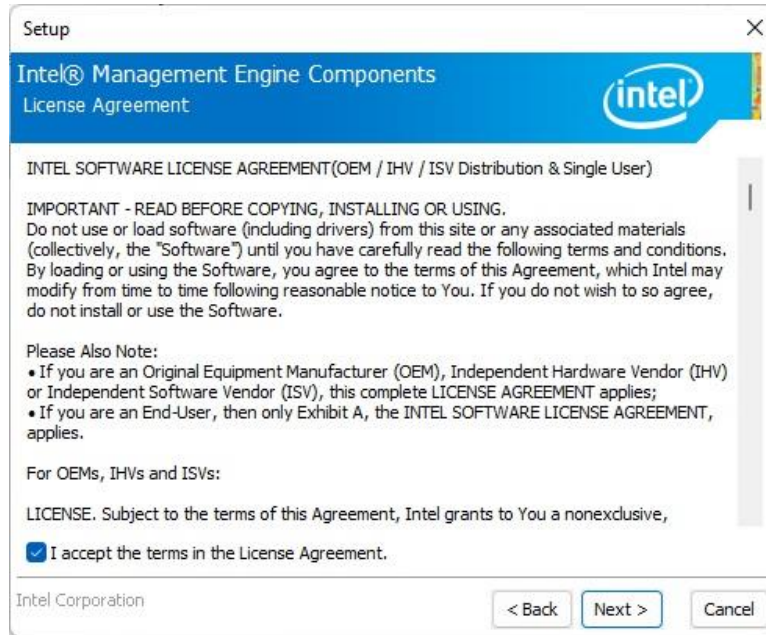 Setup
Intel® Management Engine Components
License Agreement
intel
INTEL SOFTWARE LICENSE AGREEMENT(OEM / IHV / ISV Distribution & Single User)
IMPORTANT - READ BEFORE COPYING, INSTALLING OR USING.
Do not use or load software (including drivers) from this site or any associated materials
(collectively, the "Software") until you have carefully read the following terms and conditions.
By loading or using the Software, you agree to the terms of this Agreement, which Intel may
modify from time to time following reasonable notice to You. If you do not wish to so agree,
do not install or use the Software.
Please Also Note:
• If you are an Original Equipment Manufacturer (OEM), Independent Hardware Vendor (IHV)
or Independent Software Vendor (ISV), this complete LICENSE AGREEMENT applies;
• If you are an End-User, then only Exhibit A, the INTEL SOFTWARE LICENSE AGREEMENT,
applies.
For OEMs, IHVs and ISVs:
LICENSE. Subject to the terms of this Agreement, Intel grants to You a nonexclusive,
I accept the terms in the License Agreement.
Intel Corporation
< Back Next > Cancel